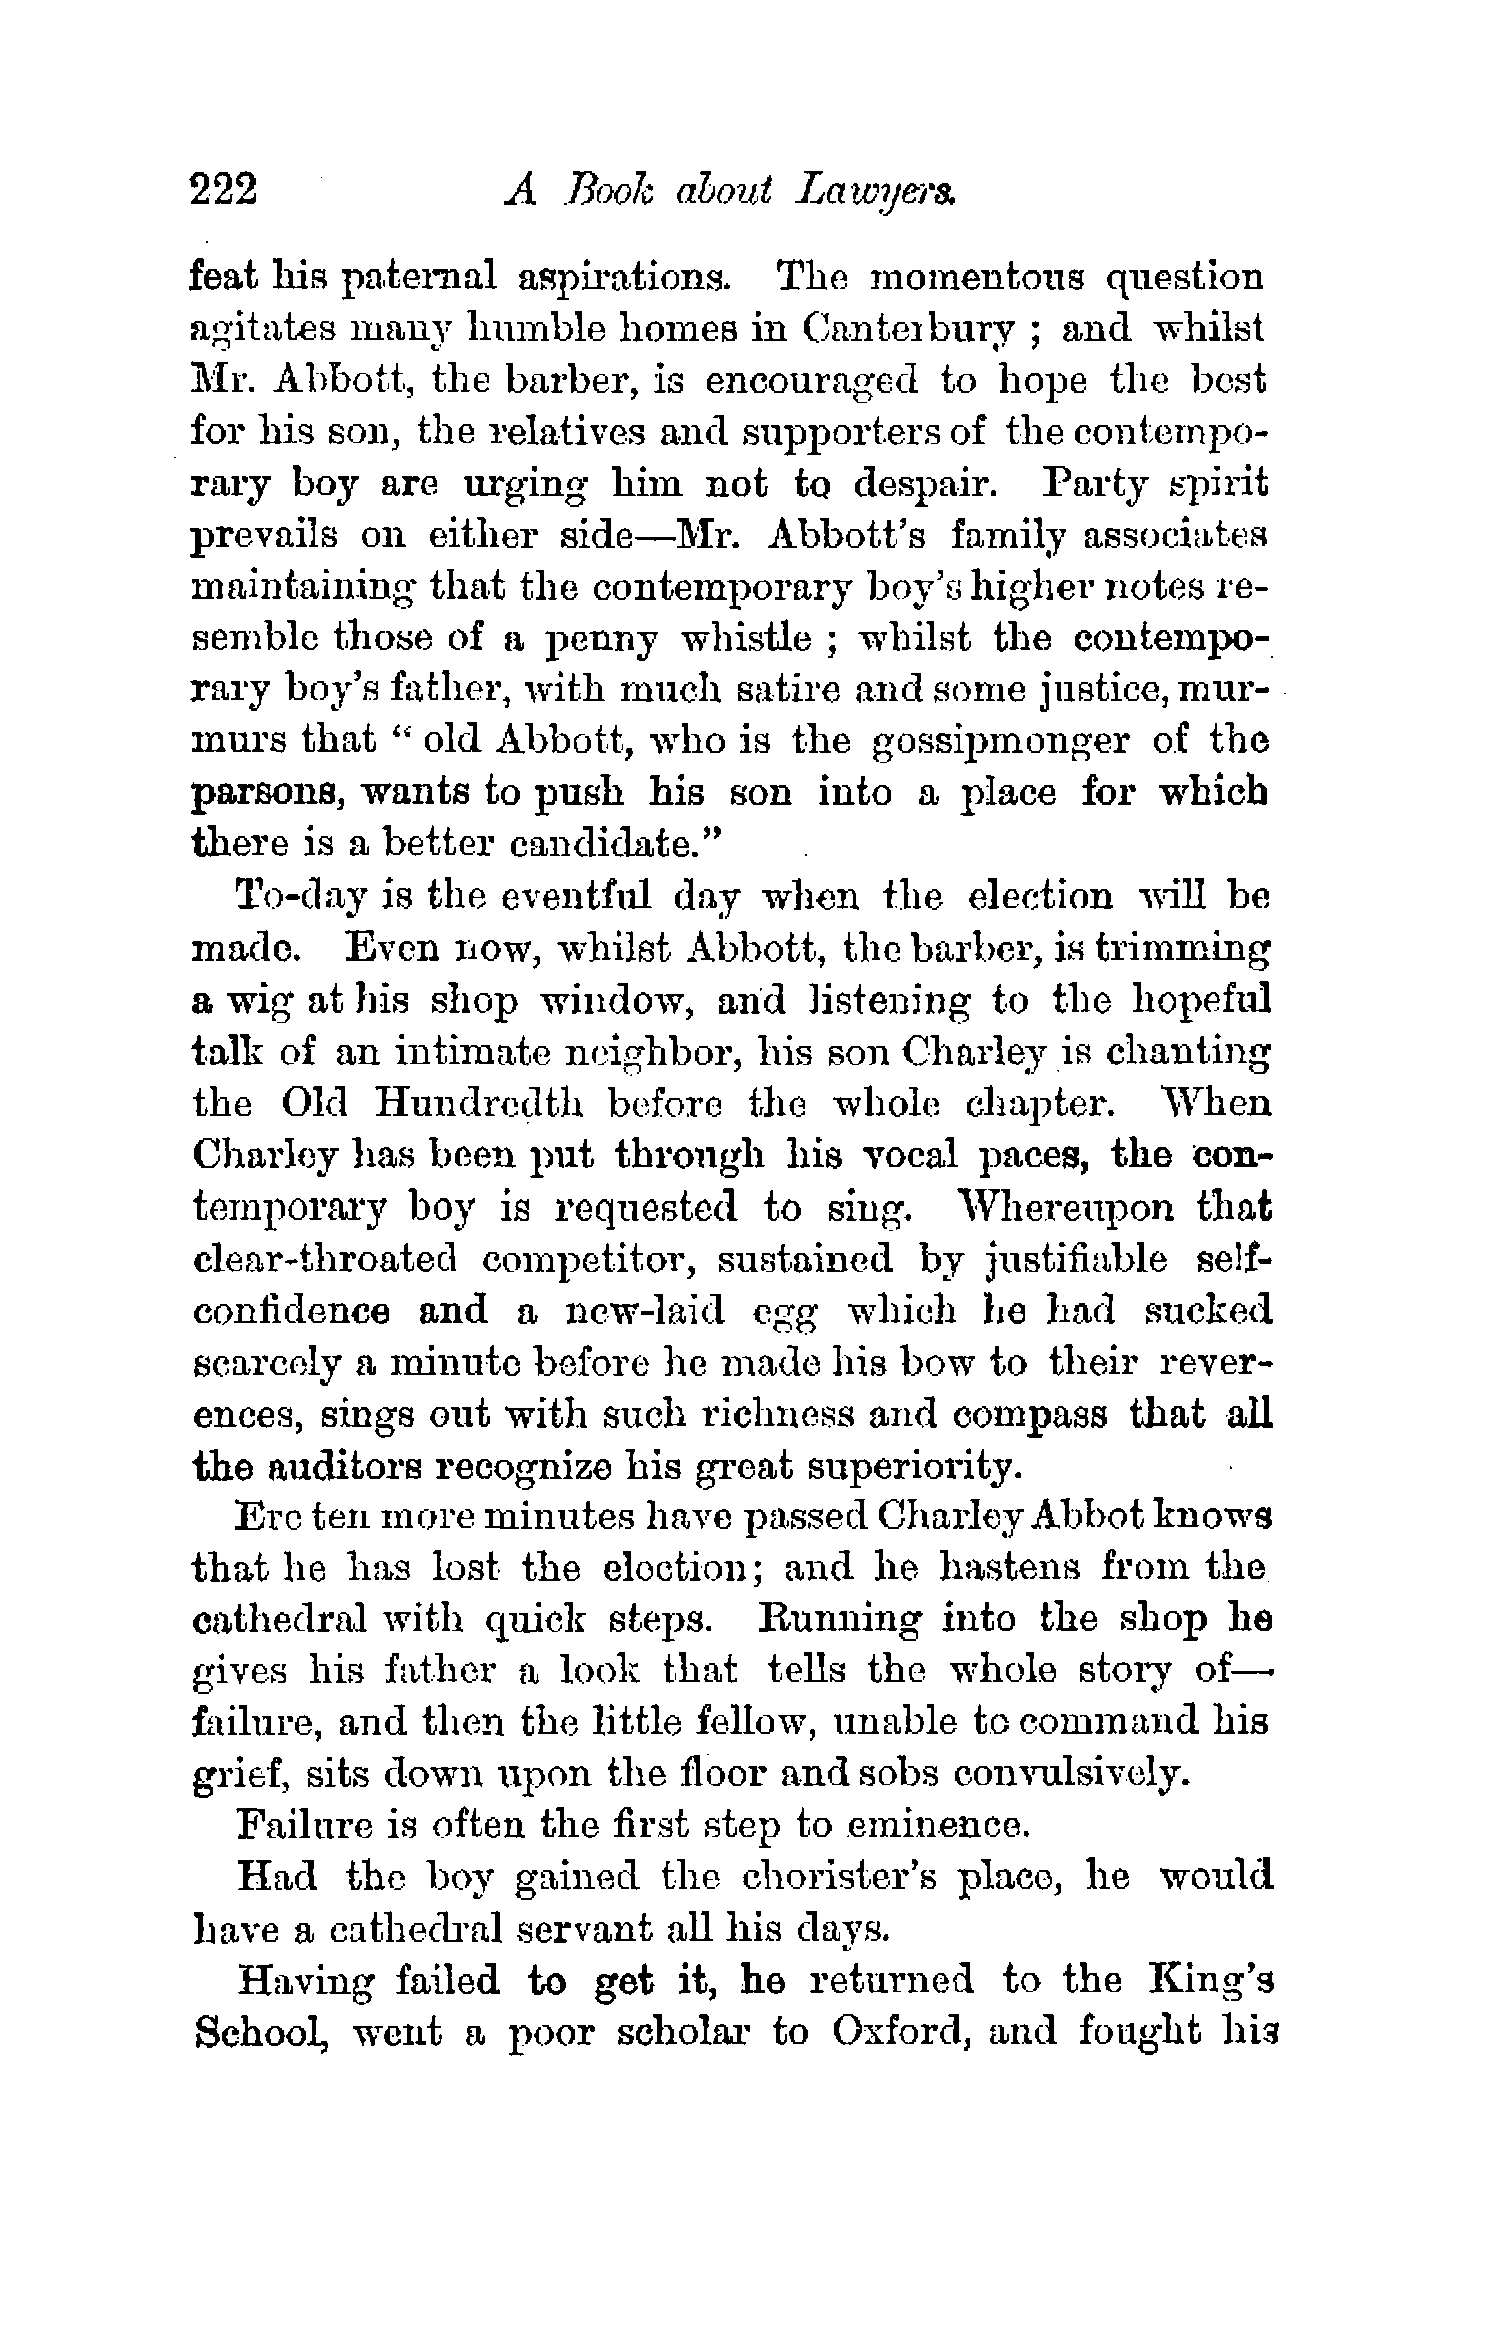 222 A Book about Lawyers.
feat his paternal aspirations. The momentous question
agitates many humble homes in Canterbury ; and whilst
Mr. Abbott, the barber, is encouraged to hope the best
for his son, the relatives and supporters of the contempo-
rary boy are urging him not to despair. Party spirit
prevails on either side—Mr. Abbott's family associates
maintaining that the contemporary boy's higher notes re-
semble those of a penny whistle ; whilst the contempo-
rary boy's father, with much satire and some justice, mur-
murs that “ old Abbott, who is the gossipmonger of the
parsons, wants to push his son into a place for which
there is a better candidate.”
To-day is the eventful day when the election will be
made. Even now, whilst Abbott, the barber, is trimming
a wig at his shop window, and listening to the hopeful
talk of an intimate neighbor, his son Charley is chanting
the Old Hundredth before the whole chapter. When
Charley has been put through his vocal paces, the con-
temporary boy is requested to sing. Whereupon that
clear-throated competitor, sustained by justifiable self-
confidence and a new-laid egg which he had sucked
scarcely a minute before he made his bow to their rever-
ences, sings out with such richness and compass that all
the auditors recognize his great superiority.
Ere ten more minutes have passed Charley Abbot knows
that he has lost the election; and he hastens from the
cathedral with quick steps. Running into the shop he
gives his father a look that tells the whole story of—
failure, and then the little fellow, unable to command his
grief, sits down upon the floor and sobs convulsively.
Failure is often the first step to eminence.
Had the boy gained the chorister's place, he would
have a cathedral servant all his days.
Having failed to get it, he returned to the King's
School, went a poor scholar to Oxford, and fought his